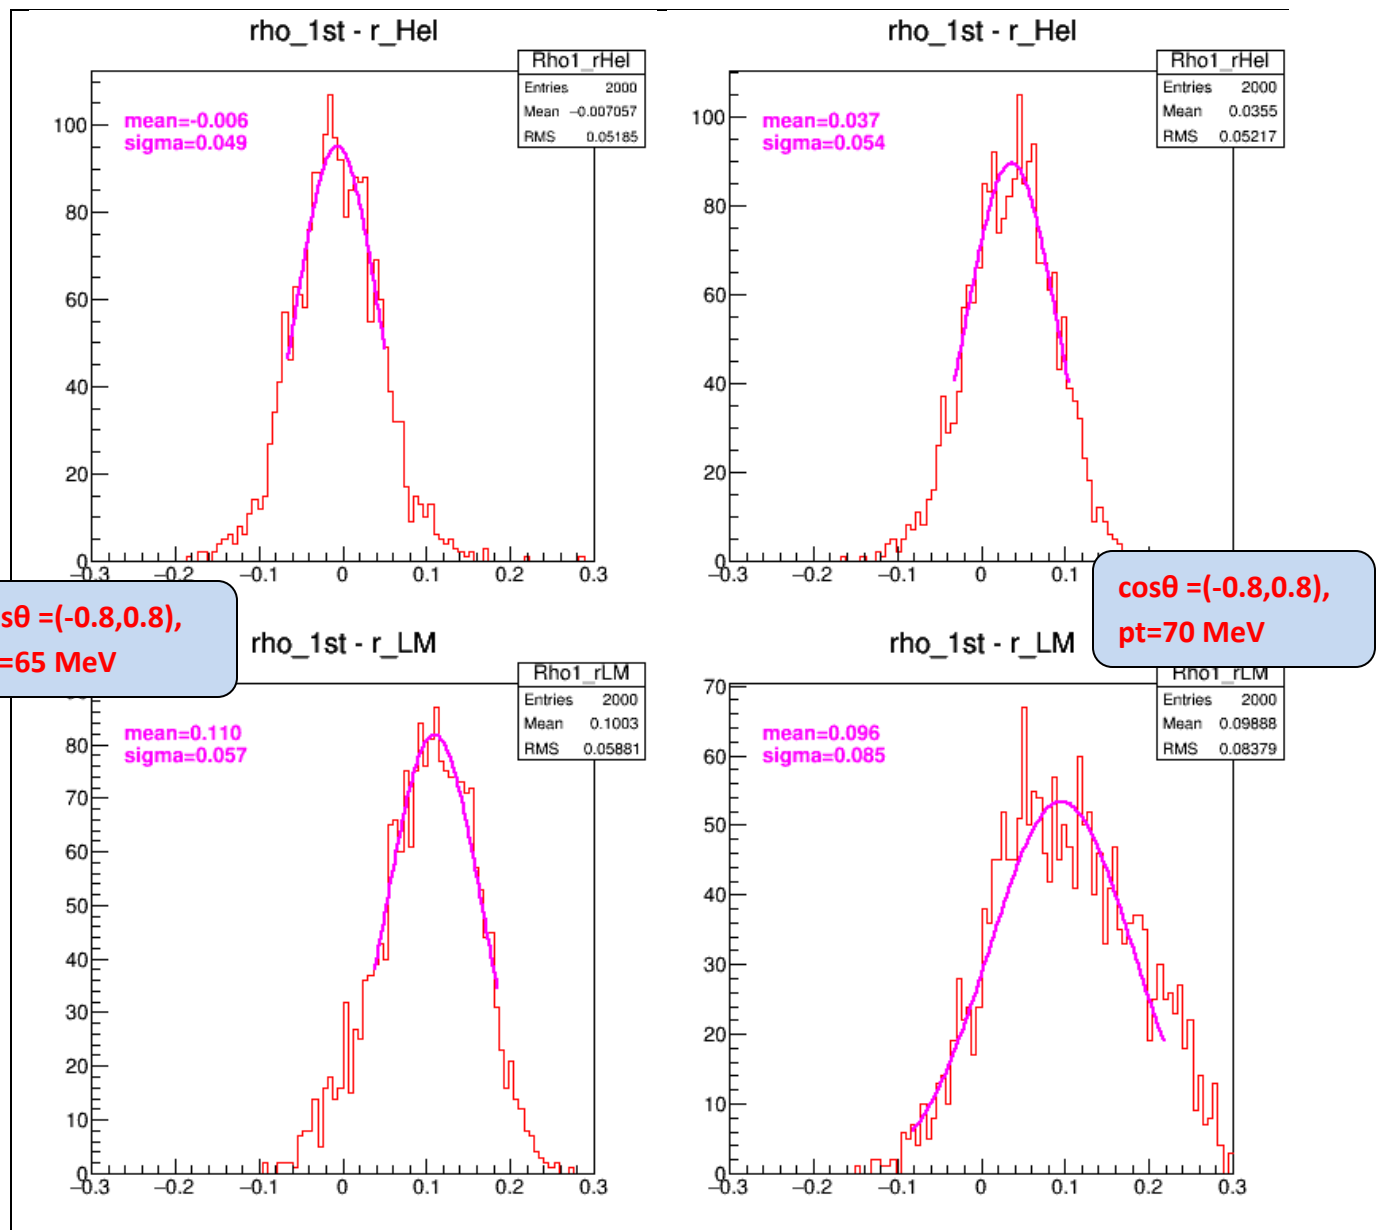 rho_1st - r_Hel
Rho1_rHel
Entries 2000
Mean −0.007057
RMS 0.05185
mean=-0.006
sigma=0.049
100
80
60
40
20
0
−0.3 −0.2 −0.1 0 0.1 0.2 0.3
rho_1st - r_Hel
Rho1_rHel
Entries 2000
Mean 0.0355
RMS 0.05217
mean=0.037
sigma=0.054
100
80
60
40
20
0
−0.3 −0.2 −0.1 0 0.1
sθ =(-0.8,0.8),
=65 MeV
cosθ =(-0.8,0.8),
pt=70 MeV
rho_1st - r_LM
Rho1_rLM
Entries 2000
Mean 0.1003
RMS 0.05881
mean=0.110
sigma=0.057
80
70
60
50
40
30
20
10
0
−0.3 −0.2 −0.1 0 0.1 0.2 0.3
rho_1st - r_LM
Rho1_rLM
Entries 2000
Mean 0.09888
RMS 0.08379
mean=0.096
sigma=0.085
70
60
50
40
30
20
10
0
−0.3 −0.2 −0.1 0 0.1 0.2 0.3